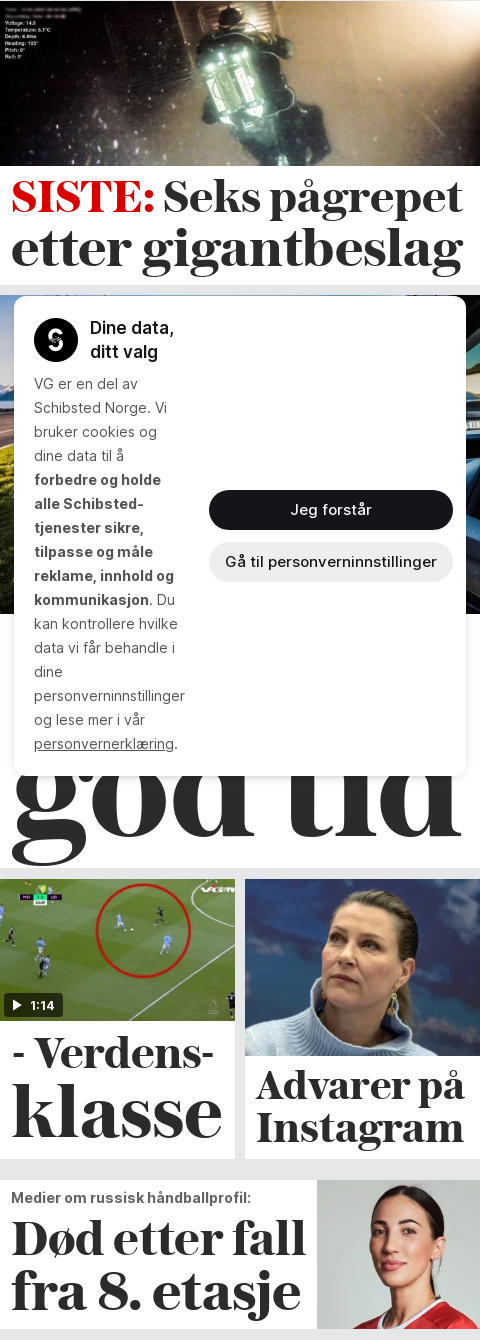 Voltage: 14.8
Temperature: 6.1°C
Heading: 103°
Pitch: 0°
Roll: 0°
SISTE: Seks pågrepet
etter gigantbeslag
Dine data,
ditt valg
VG er en del av
Schibsted Norge. Vi
bruker cookies og
dine data til å
forbedre og holde
alle Schibsted-
tjenester sikre,
tilpasse og måle
reklame, innhold og
kommunikasjon. Du
kan kontrollere hvilke
data vi får behandle i
dine
personverninnstillinger
og lese mer i vår
personvernerklæring.
Jeg forstår
Gå til personverninnstillinger
god tid
1:14
- Verdens-
klasse
Advarer på
Instagram
Medier om russisk håndballprofil:
Død etter fall
fra 8. etasje